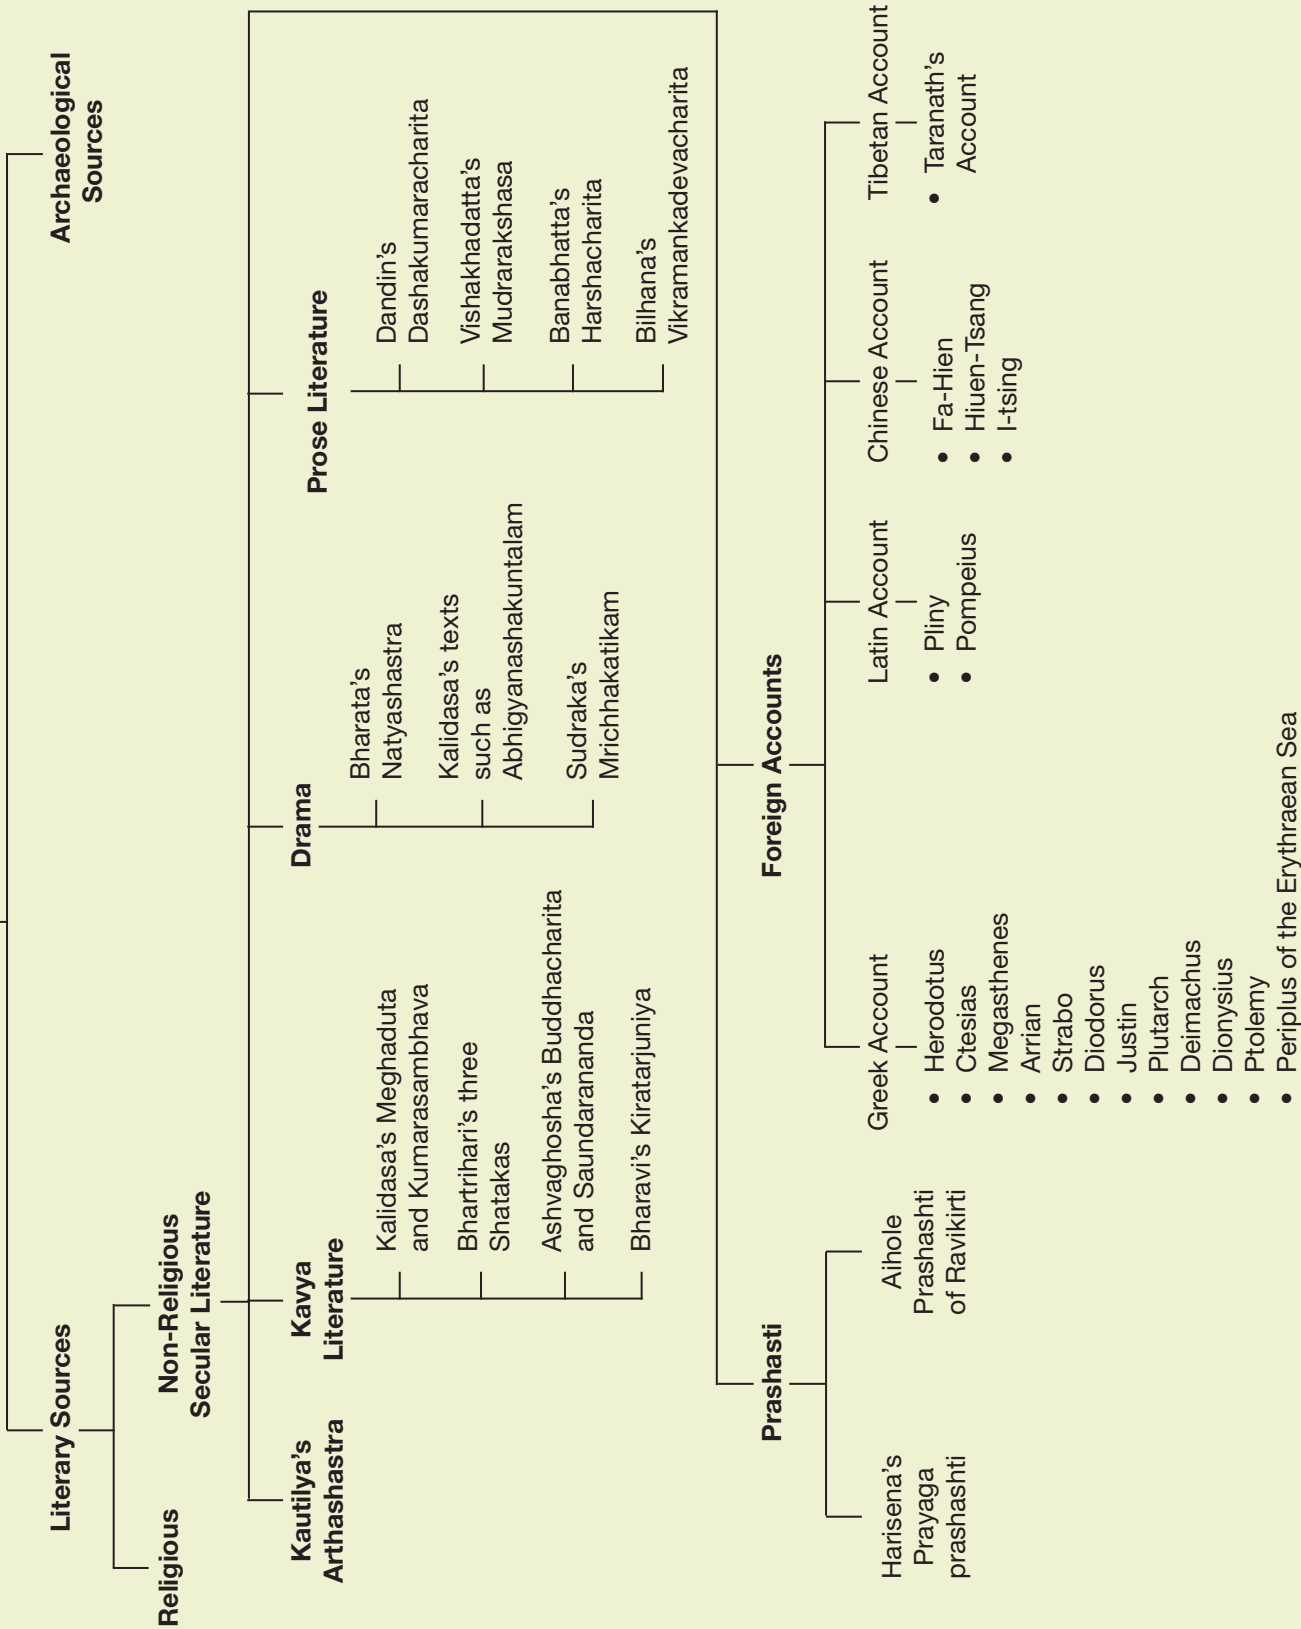 Literary Sources
Archaeological
Sources
Religious
Non-Religious
Secular Literature
Kautilya's
Arthashastra
Kavya
Literature
Kalidasa's Meghaduta
and Kumarasambhava
Bhartrihari's three
Shatakas
Ashvaghosha's Buddhacharita
and Saundarananda
Bharavi's Kiratarjuniya
Drama
Bharata's
Natyashastra
Kalidasa's texts
such as
Abhigyanashakuntalam
Sudraka's
Mrichhakatikam
Prose Literature
Dandin's
Dashakumaracharita
Vishakhadatta's
Mudrarakshasa
Banabhatta's
Harshacharita
Bilhana's
Vikramankadevacharita
Prashasti
Harisena's
Prayaga
prashashti
Aihole
Prashashti
of Ravikirti
Foreign Accounts
Greek Account
• Herodotus
• Ctesias
• Megasthenes
• Arrian
• Strabo
• Diodorus
• Justin
• Plutarch
• Deimachus
• Dionysius
• Ptolemy
• Periplus of the Erythraean Sea
Latin Account
• Pliny
• Pompeius
Chinese Account
• Fa-Hien
• Hiuen-Tsang
• I-tsing
Tibetan Account
• Taranath's
Account